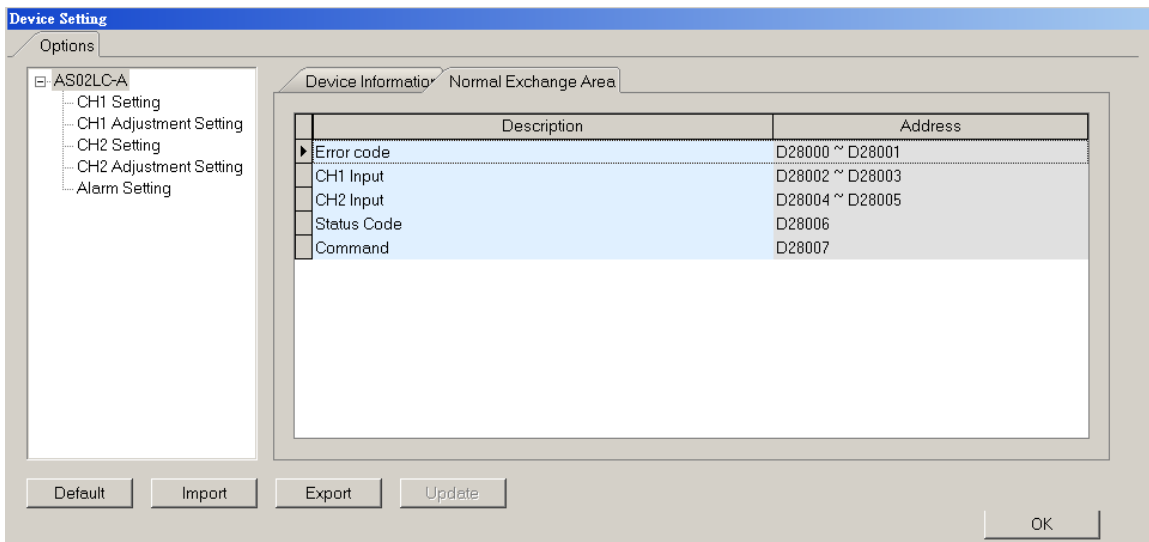 Device Setting
Options
AS02LC-A
CH1 Setting
CH1 Adjustment Setting
CH2 Setting
CH2 Adjustment Setting
Alarm Setting
Device Information Normal Exchange Area
Description Address
Error code D28000 ~ D28001
CH1 Input D28002 ~ D28003
CH2 Input D28004 ~ D28005
Status Code D28006
Command D28007
Default Import Export Update
OK